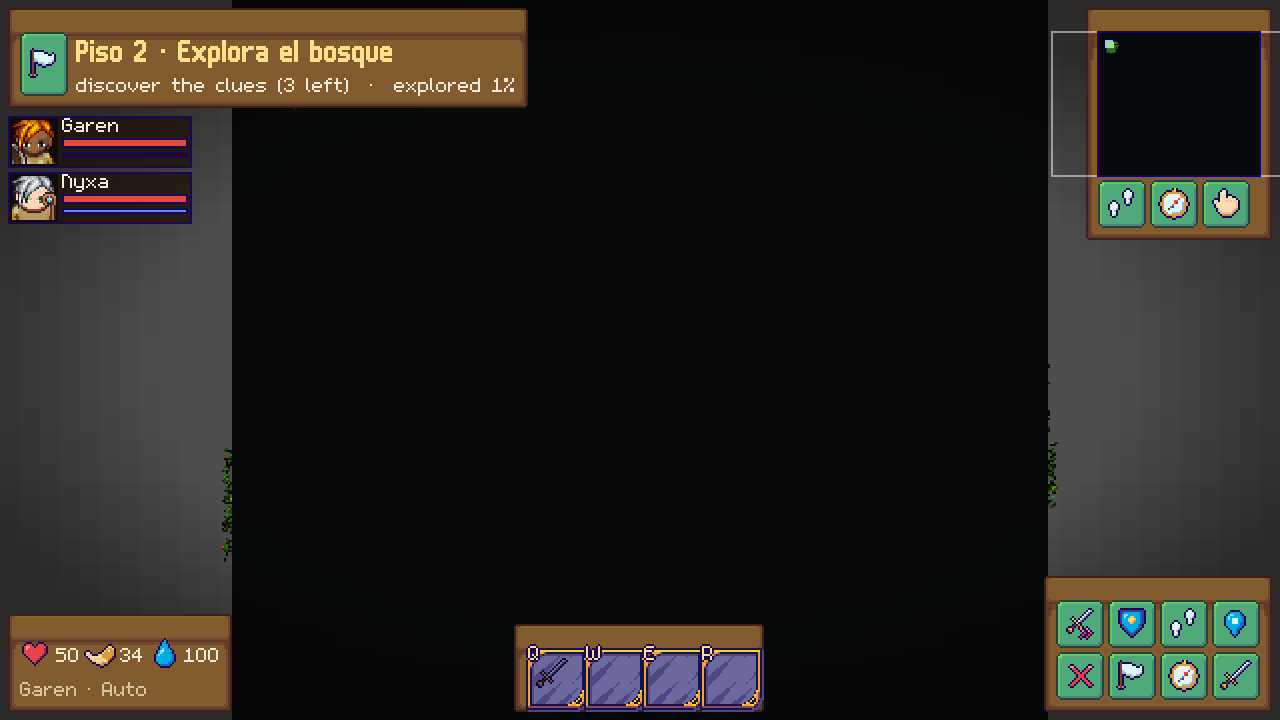 Piso 2 · Explora el bosque
discover the clues (3 left) · explored 1%
Garen
Nyxa
50 34 100
Garen · Auto
Q W E R